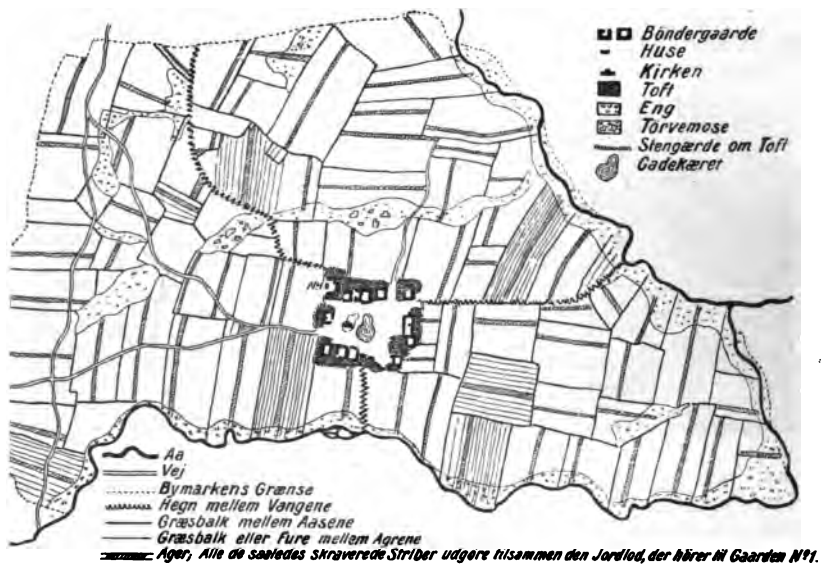 Böndergaarde
Huse
Kirken
Toft
Eng
Törvemose
Stengærde om Toft
Gadekæret
Nº1
Aa
Vej
Bymarkens Grænse
Hegn mellem Vangene
Græsbalk mellem Aasene
Græsbalk eller Fure mellem Agrene
Ager; Alle de saaledes skraverede Striber udgøre tilsammen den Jordlod, der hører til Gaarden Nº1.